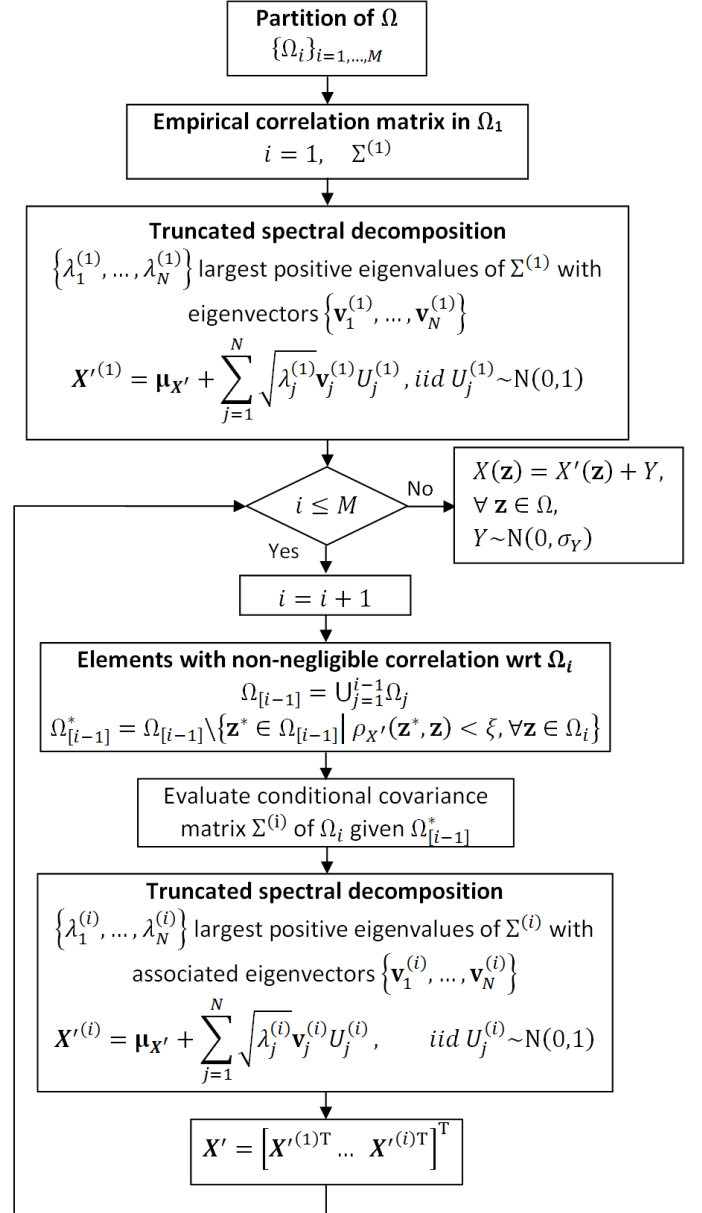 Partition of Ω
{Ω_i}_{i=1,…,M}
Empirical correlation matrix in Ω_1
i = 1,   Σ^{(1)}
Truncated spectral decomposition
{λ_1^{(1)}, …, λ_N^{(1)}} largest positive eigenvalues of Σ^{(1)} with
eigenvectors {v_1^{(1)}, …, v_N^{(1)}}
X'^{(1)} = μ_{X'} + ∑_{j=1}^{N} √(λ_j^{(1)}) v_j^{(1)} U_j^{(1)}, iid U_j^{(1)}~N(0,1)
i ≤ M
No
X(z) = X'(z) + Y,
∀ z ∈ Ω,
Y~N(0, σ_Y)
Yes
i = i + 1
Elements with non-negligible correlation wrt Ω_i
Ω_{[i−1]} = ∪_{j=1}^{i−1} Ω_j
Ω*_{[i−1]} = Ω_{[i−1]}\{z* ∈ Ω_{[i−1]}| ρ_{X'}(z*, z) < ξ, ∀z ∈ Ω_i}
Evaluate conditional covariance
matrix Σ^{(i)} of Ω_i given Ω*_{[i−1]}
Truncated spectral decomposition
{λ_1^{(i)}, …, λ_N^{(i)}} largest positive eigenvalues of Σ^{(i)} with
associated eigenvectors {v_1^{(i)}, …, v_N^{(i)}}
X'^{(i)} = μ_{X'} + ∑_{j=1}^{N} √(λ_j^{(i)}) v_j^{(i)} U_j^{(i)},   iid U_j^{(i)}~N(0,1)
X' = [X'^{(1)T} … X'^{(i)T}]^T